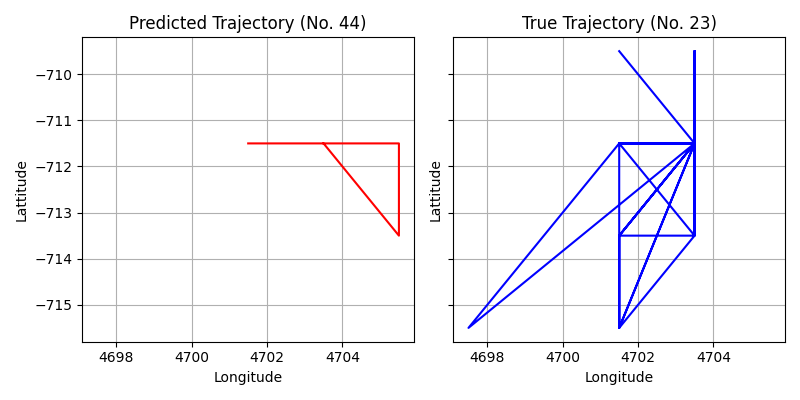 Predicted Trajectory (No. 44)
True Trajectory (No. 23)
−710
−711
−712
−713
−714
−715
Lattitude
Lattitude
4698
4700
4702
4704
4698
4700
4702
4704
Longitude
Longitude